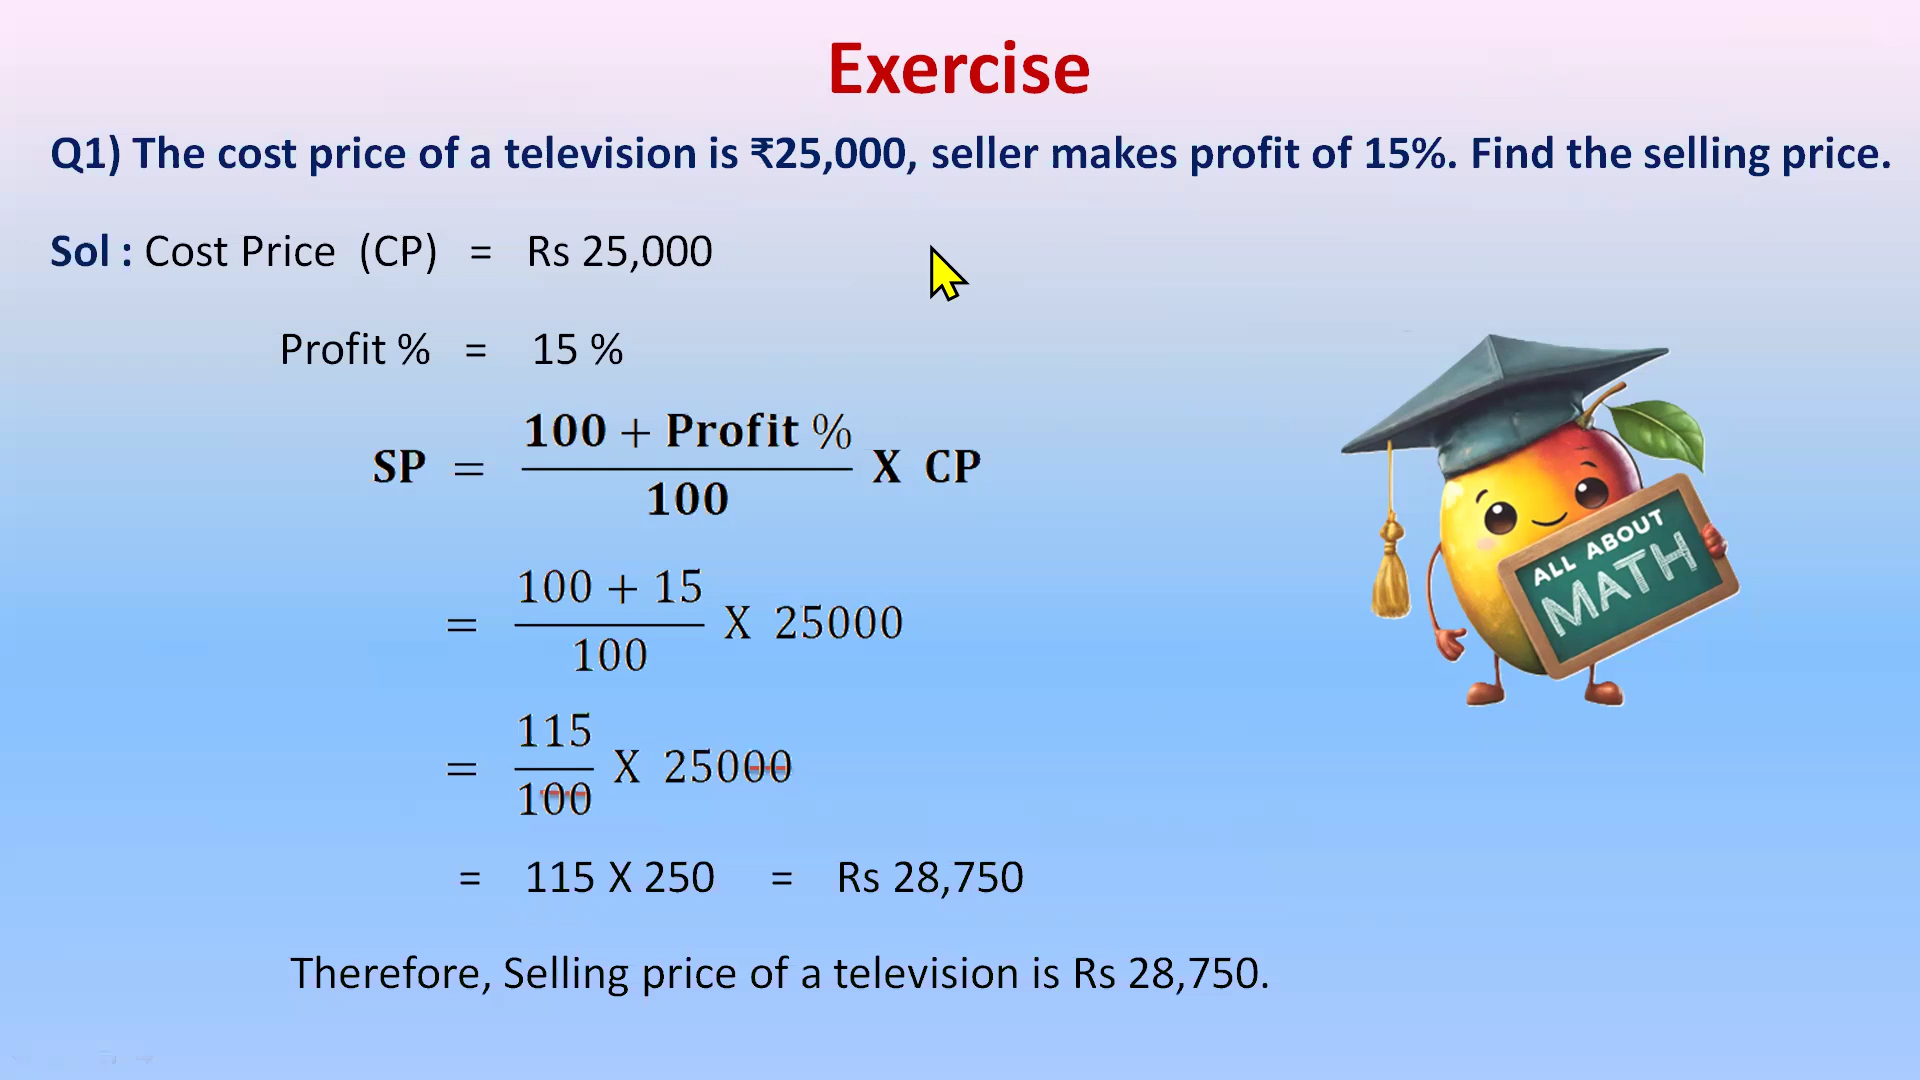 Exercise
Q1) The cost price of a television is ₹25,000, seller makes profit of 15%. Find the selling price.
Sol : Cost Price (CP) = Rs 25,000
Profit % = 15 %
SP = \frac{100 + Profit %}{100} X CP
= \frac{100 + 15}{100} X 25000
= \frac{115}{100} X 25000
= 115 X 250 = Rs 28,750
Therefore, Selling price of a television is Rs 28,750.
ALL ABOUT
MATH